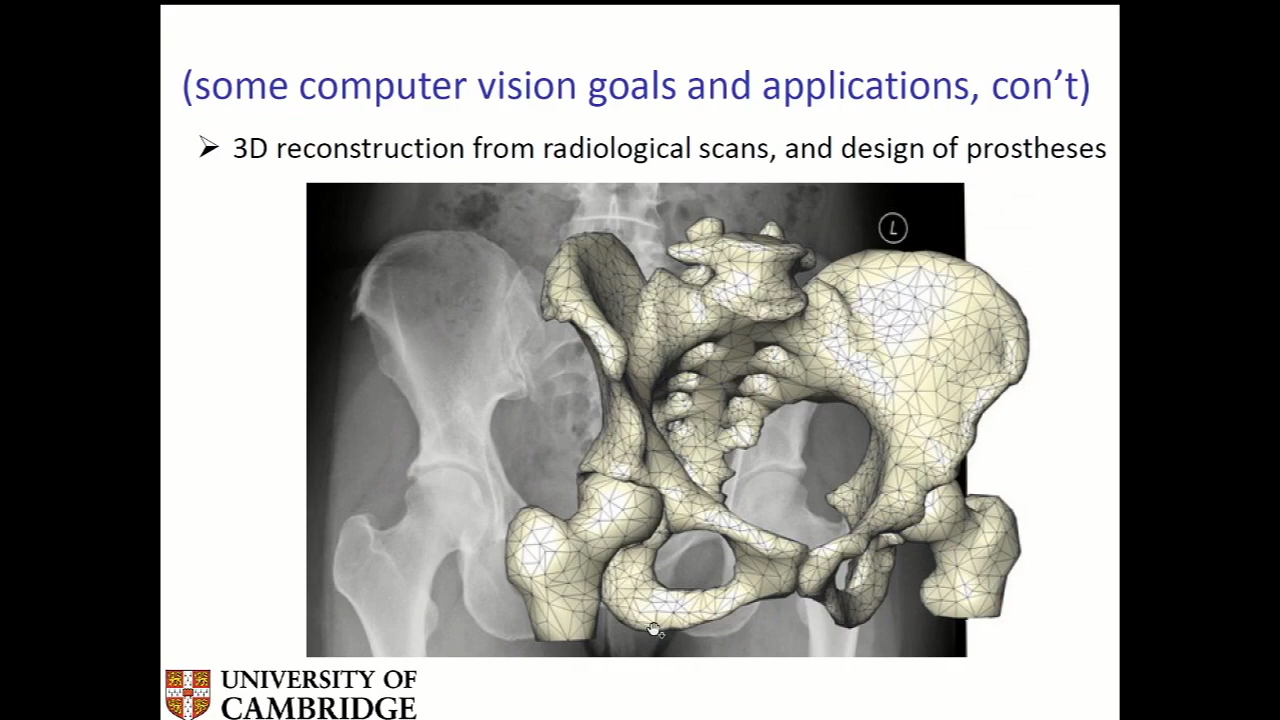 (some computer vision goals and applications, con’t)
3D reconstruction from radiological scans, and design of prostheses
L
UNIVERSITY OF
CAMBRIDGE